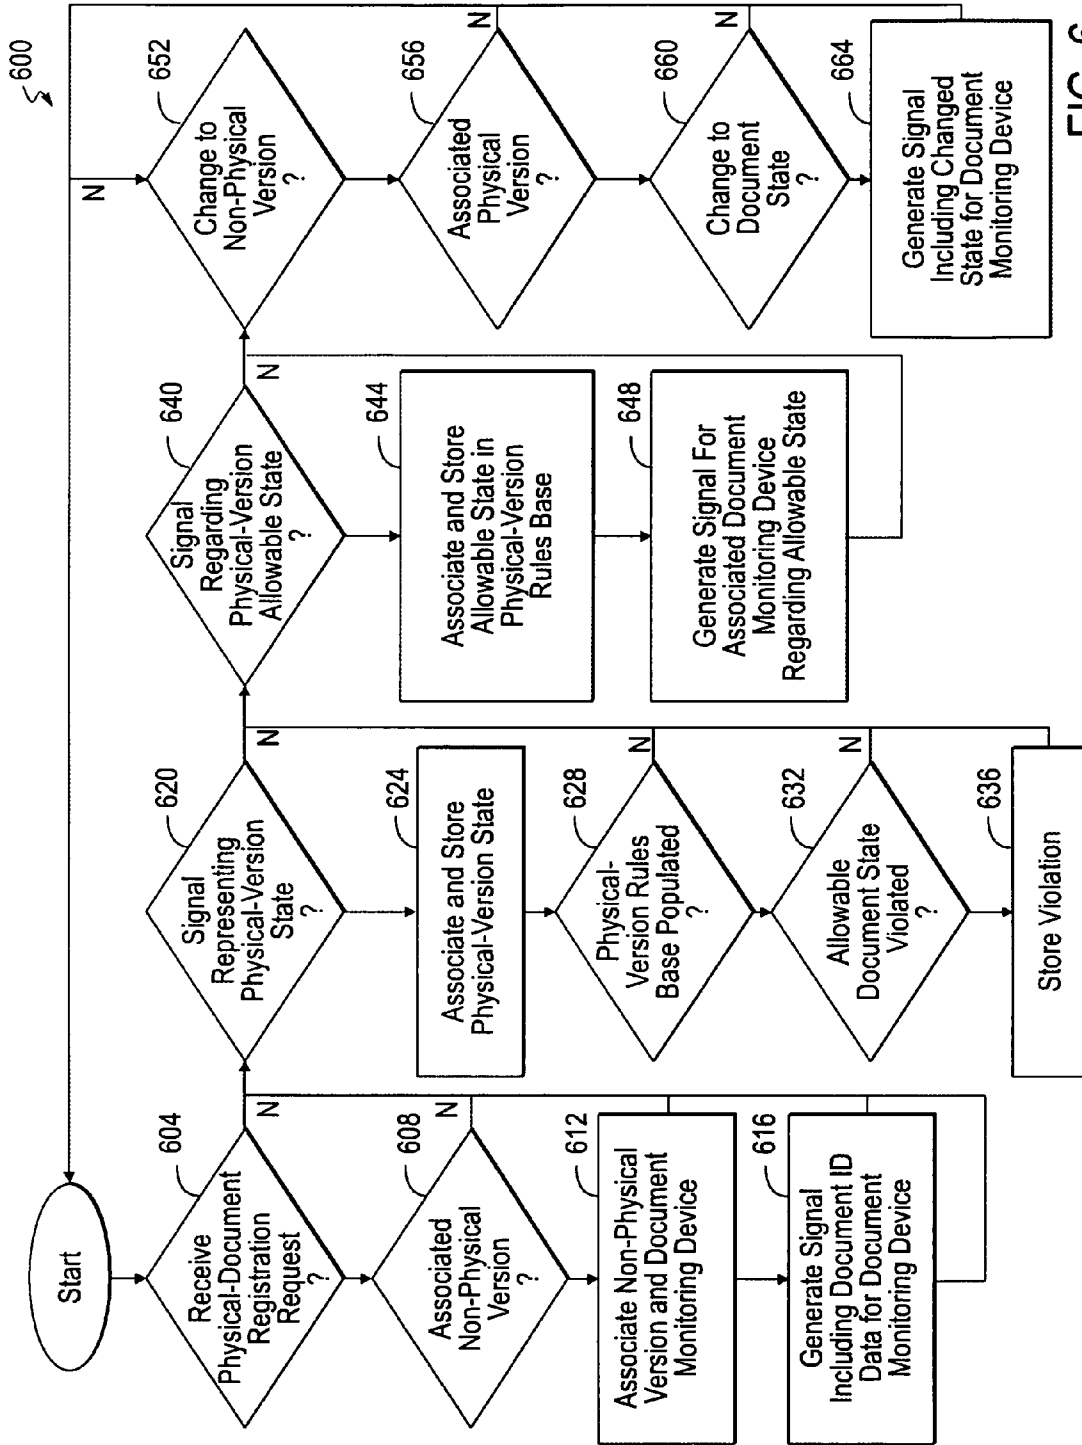 600
Start
604
Receive
Physical-Document
Registration
Request
?
N
608
Associated
Non-Physical
Version
?
N
612
Associate Non-Physical
Version and Document
Monitoring Device
616
Generate Signal
Including Document ID
Data for Document
Monitoring Device
620
Signal
Representing
Physical-Version
State
?
N
624
Associate and Store
Physical-Version State
628
Physical-
Version Rules
Base Populated
?
N
632
Allowable
Document State
Violated
?
N
636
Store Violation
640
Signal
Regarding
Physical-Version
Allowable State
?
N
644
Associate and Store
Allowable State in
Physical-Version
Rules Base
648
Generate Signal For
Associated Document
Monitoring Device
Regarding Allowable State
652
Change to
Non-Physical
Version
?
N
656
Associated
Physical
Version
?
N
660
Change to
Document
State
?
N
664
Generate Signal
Including Changed
State for Document
Monitoring Device
N